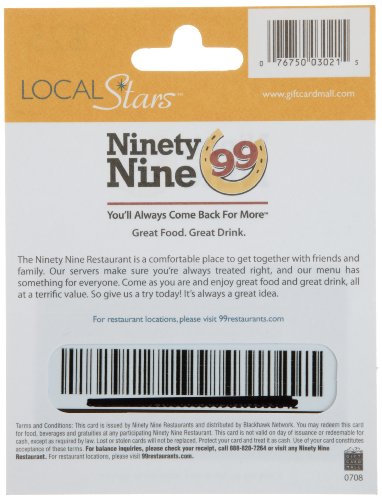 0 76750 03021 5
LOCAL Stars™
www.giftcardmall.com
Ninety
Nine 99
You'll Always Come Back For More™
Great Food. Great Drink.
The Ninety Nine Restaurant is a comfortable place to get together with friends and
family. Our servers make sure you're always treated right, and our menu has
something for everyone. Come as you are and enjoy great food and great drink, all
at a terrific value. So give us a try today! It's always a great idea.
For restaurant locations, please visit 99restaurants.com.
Terms and Conditions: This card is issued by Ninety Nine Restaurants and distributed by Blackhawk Network. You may redeem this card
for food, beverages and gratuities at any participating Ninety Nine Restaurant. This card is not valid on day of issuance or redeemable for
cash, except as required by law. Lost or stolen cards will not be replaced. Protect your card and treat it as cash. Use of your card constitutes
acceptance of these terms. For balance inquiries, please check your receipt, call 888-828-7264 or visit any Ninety Nine
Restaurant. For restaurant locations, please visit 99restaurants.com.
0708